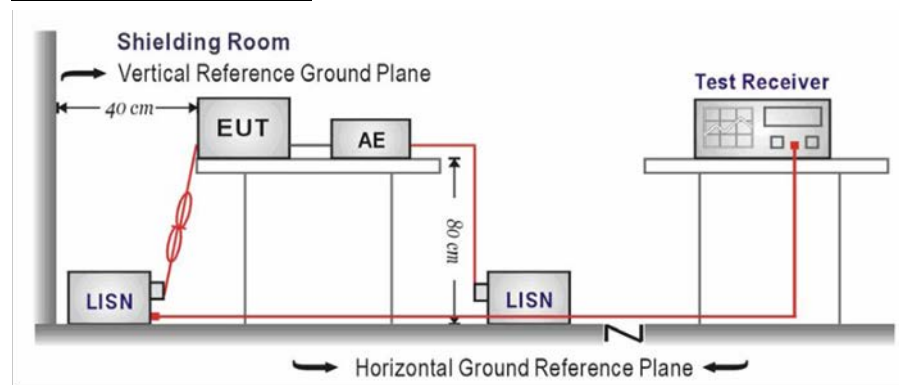 Shielding Room
Vertical Reference Ground Plane
Test Receiver
40 cm
EUT
AE
80 cm
LISN
LISN
Horizontal Ground Reference Plane